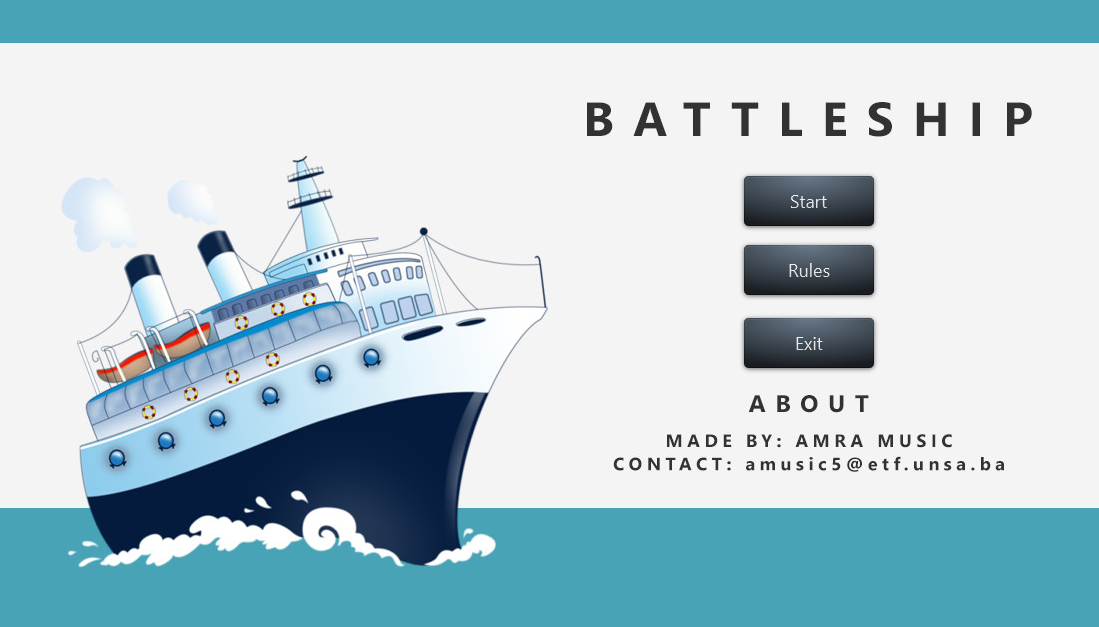 BATTLESHIP
Start
Rules
Exit
ABOUT
MADE BY: AMRA MUSIC
CONTACT: amusic5@etf.unsa.ba